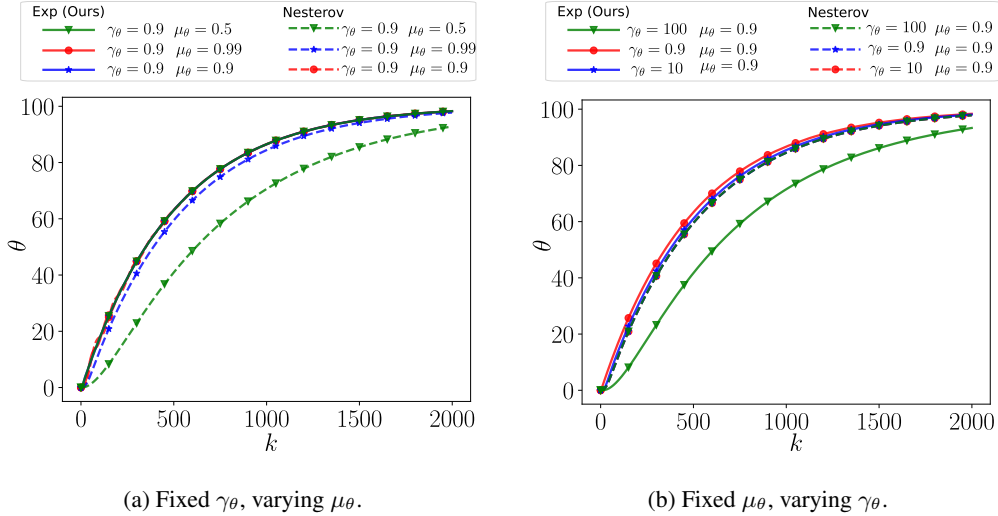 Exp (Ours) Nesterov
γθ = 0.9 μθ = 0.5 γθ = 0.9 μθ = 0.5
γθ = 0.9 μθ = 0.99 γθ = 0.9 μθ = 0.99
γθ = 0.9 μθ = 0.9 γθ = 0.9 μθ = 0.9
100
80
60
40
20
0
θ
0 500 1000 1500 2000
k
(a) Fixed γθ, varying μθ.
Exp (Ours) Nesterov
γθ = 100 μθ = 0.9 γθ = 100 μθ = 0.9
γθ = 0.9 μθ = 0.9 γθ = 0.9 μθ = 0.9
γθ = 10 μθ = 0.9 γθ = 10 μθ = 0.9
100
80
60
40
20
0
θ
0 500 1000 1500 2000
k
(b) Fixed μθ, varying γθ.